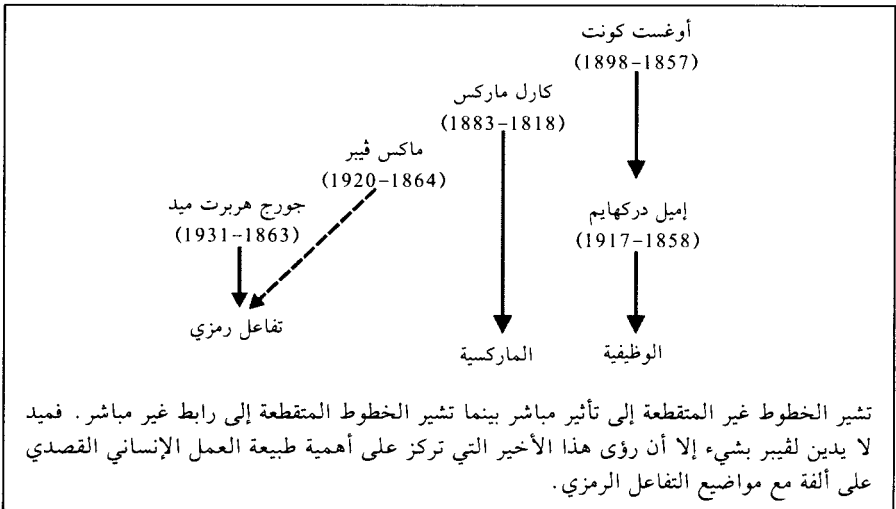 أوغست كونت
(1857-1898)
كارل ماركس
(1818-1883)
ماكس ڤيبر
(1864-1920)
جورج هربرت ميد
(1863-1931)
إميل دركهايم
(1858-1917)
تفاعل رمزي
الماركسية
الوظيفية
تشير الخطوط غير المتقطعة إلى تأثير مباشر بينما تشير الخطوط المتقطعة إلى رابط غير مباشر. فميد
لا يدين لڤيبر بشيء إلا أن رؤى هذا الأخير التي تركز على أهمية طبيعة العمل الإنساني القصدي
على ألفة مع مواضيع التفاعل الرمزي.